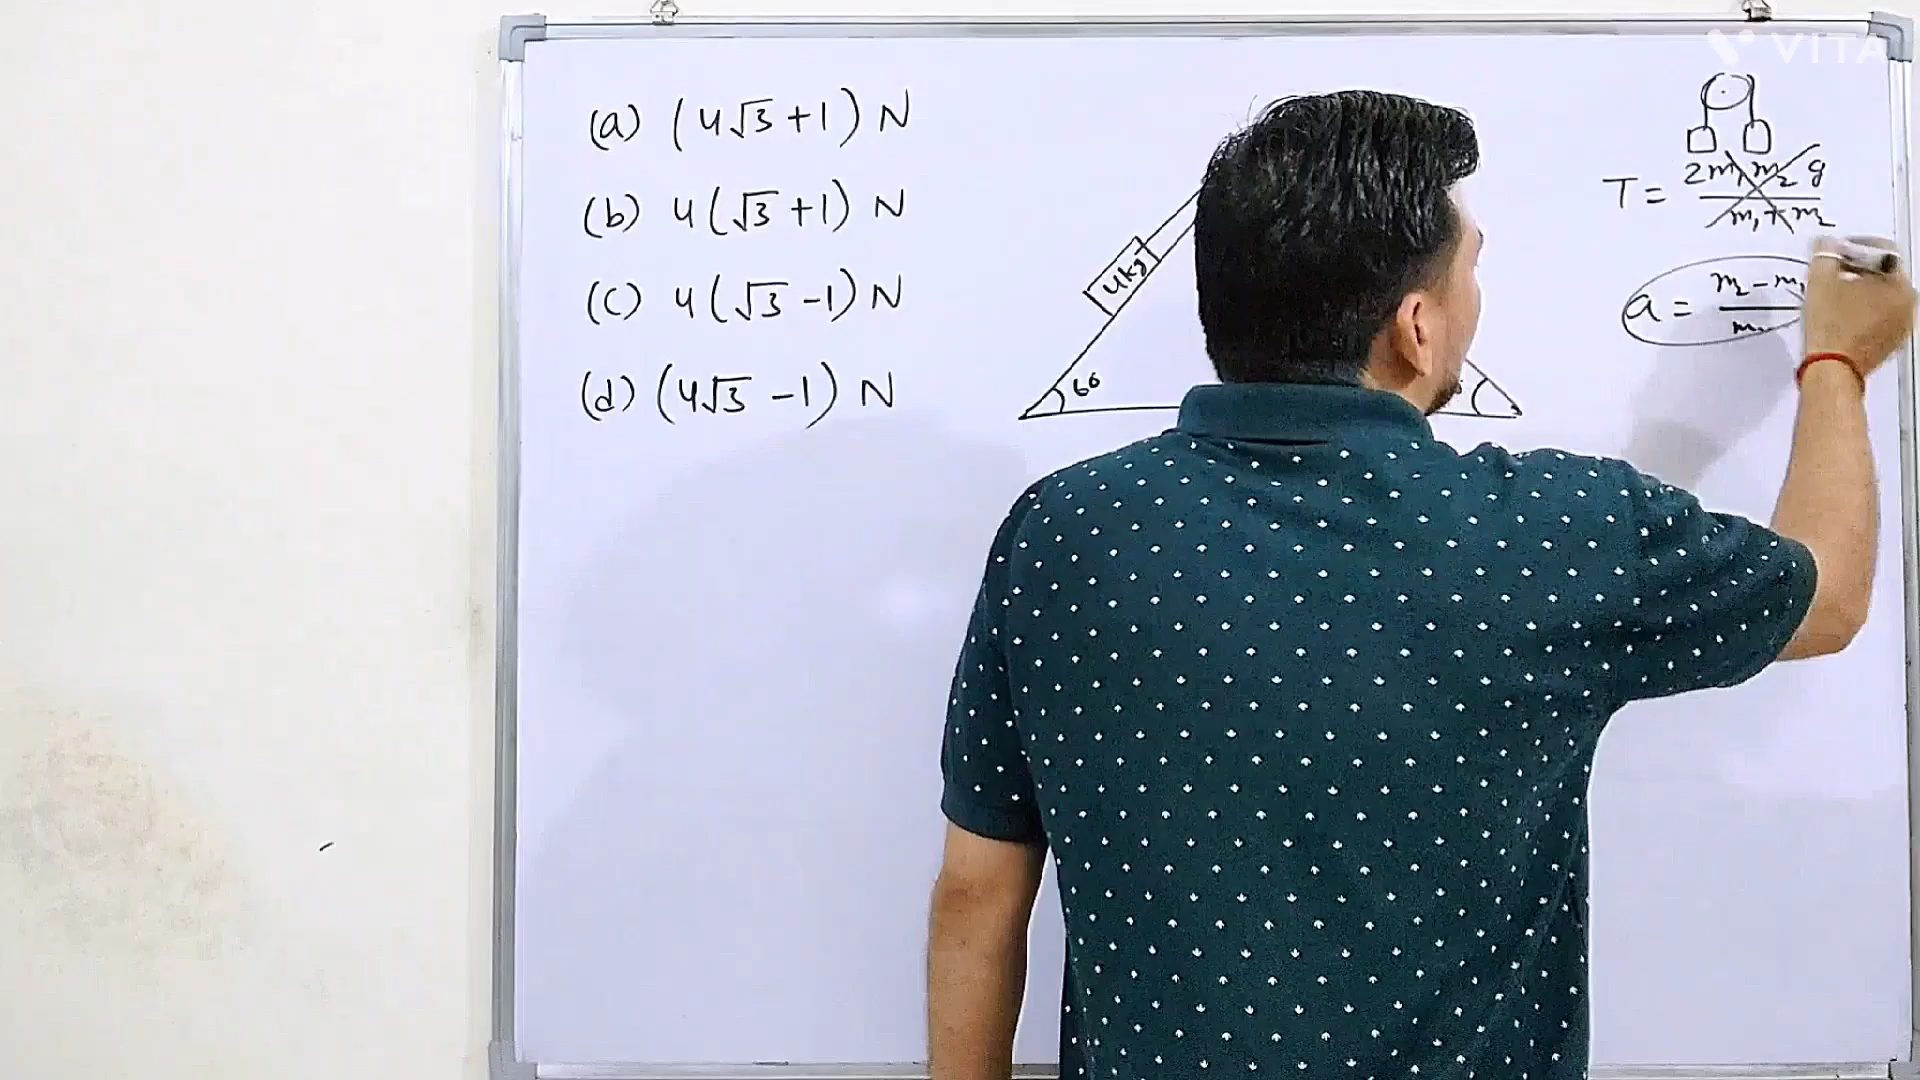 VITA
(a) (4√3 + 1) N
(b) 4(√3 + 1) N
(c) 4(√3 - 1) N
(d) (4√3 - 1) N
4kg
60
T = 2m₁m₂g / m₁ + m₂
a = m₂ - m₁